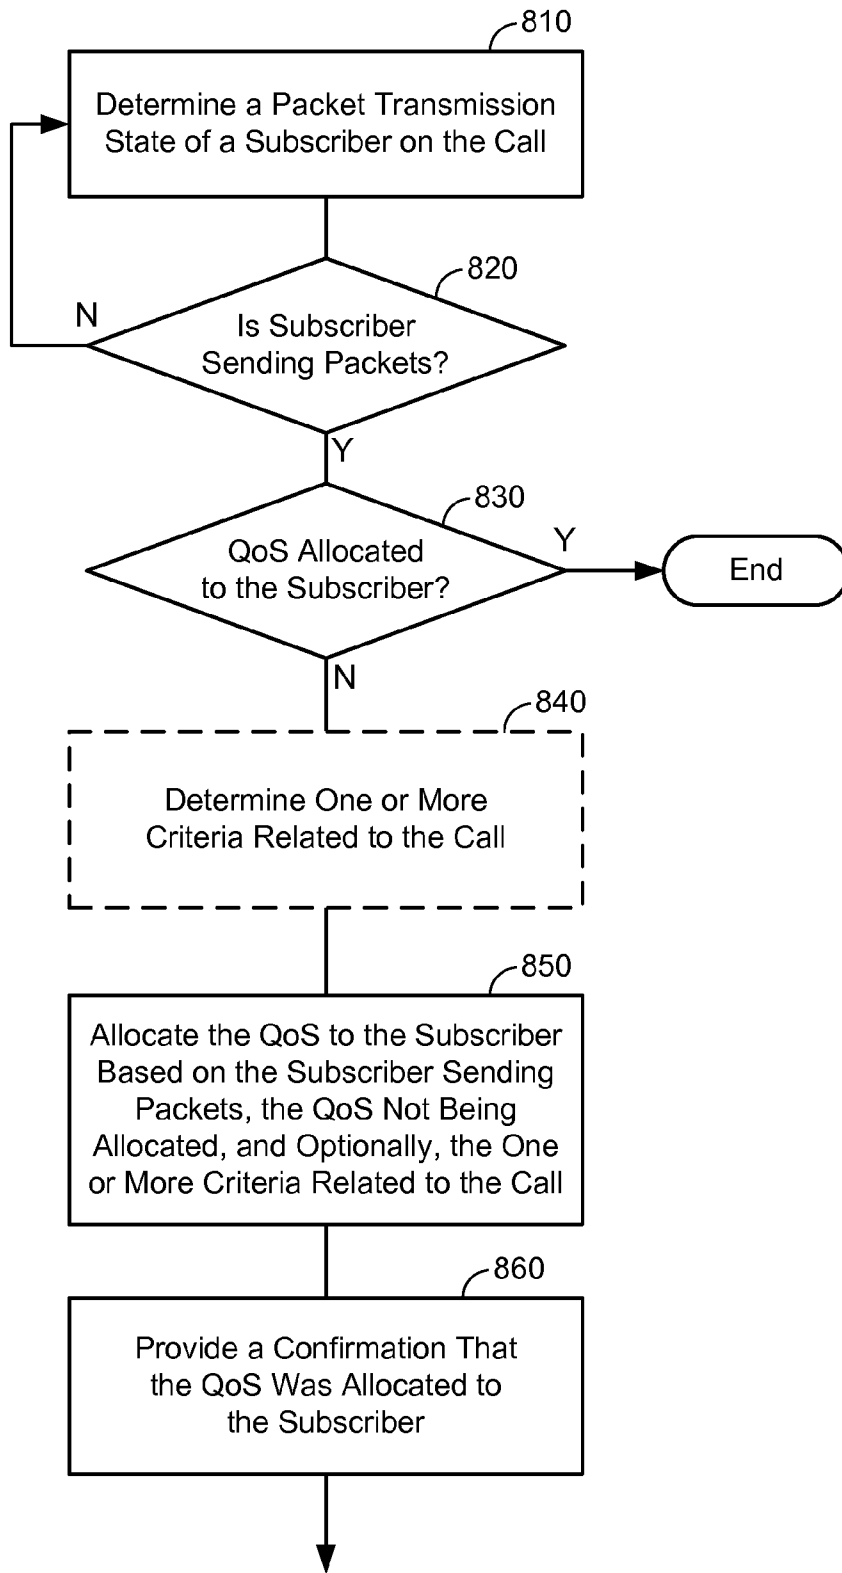 810
Determine a Packet Transmission
State of a Subscriber on the Call
820
N
Is Subscriber
Sending Packets?
Y
830
QoS Allocated
to the Subscriber?
Y
End
N
840
Determine One or More
Criteria Related to the Call
850
Allocate the QoS to the Subscriber
Based on the Subscriber Sending
Packets, the QoS Not Being
Allocated, and Optionally, the One
or More Criteria Related to the Call
860
Provide a Confirmation That
the QoS Was Allocated to
the Subscriber